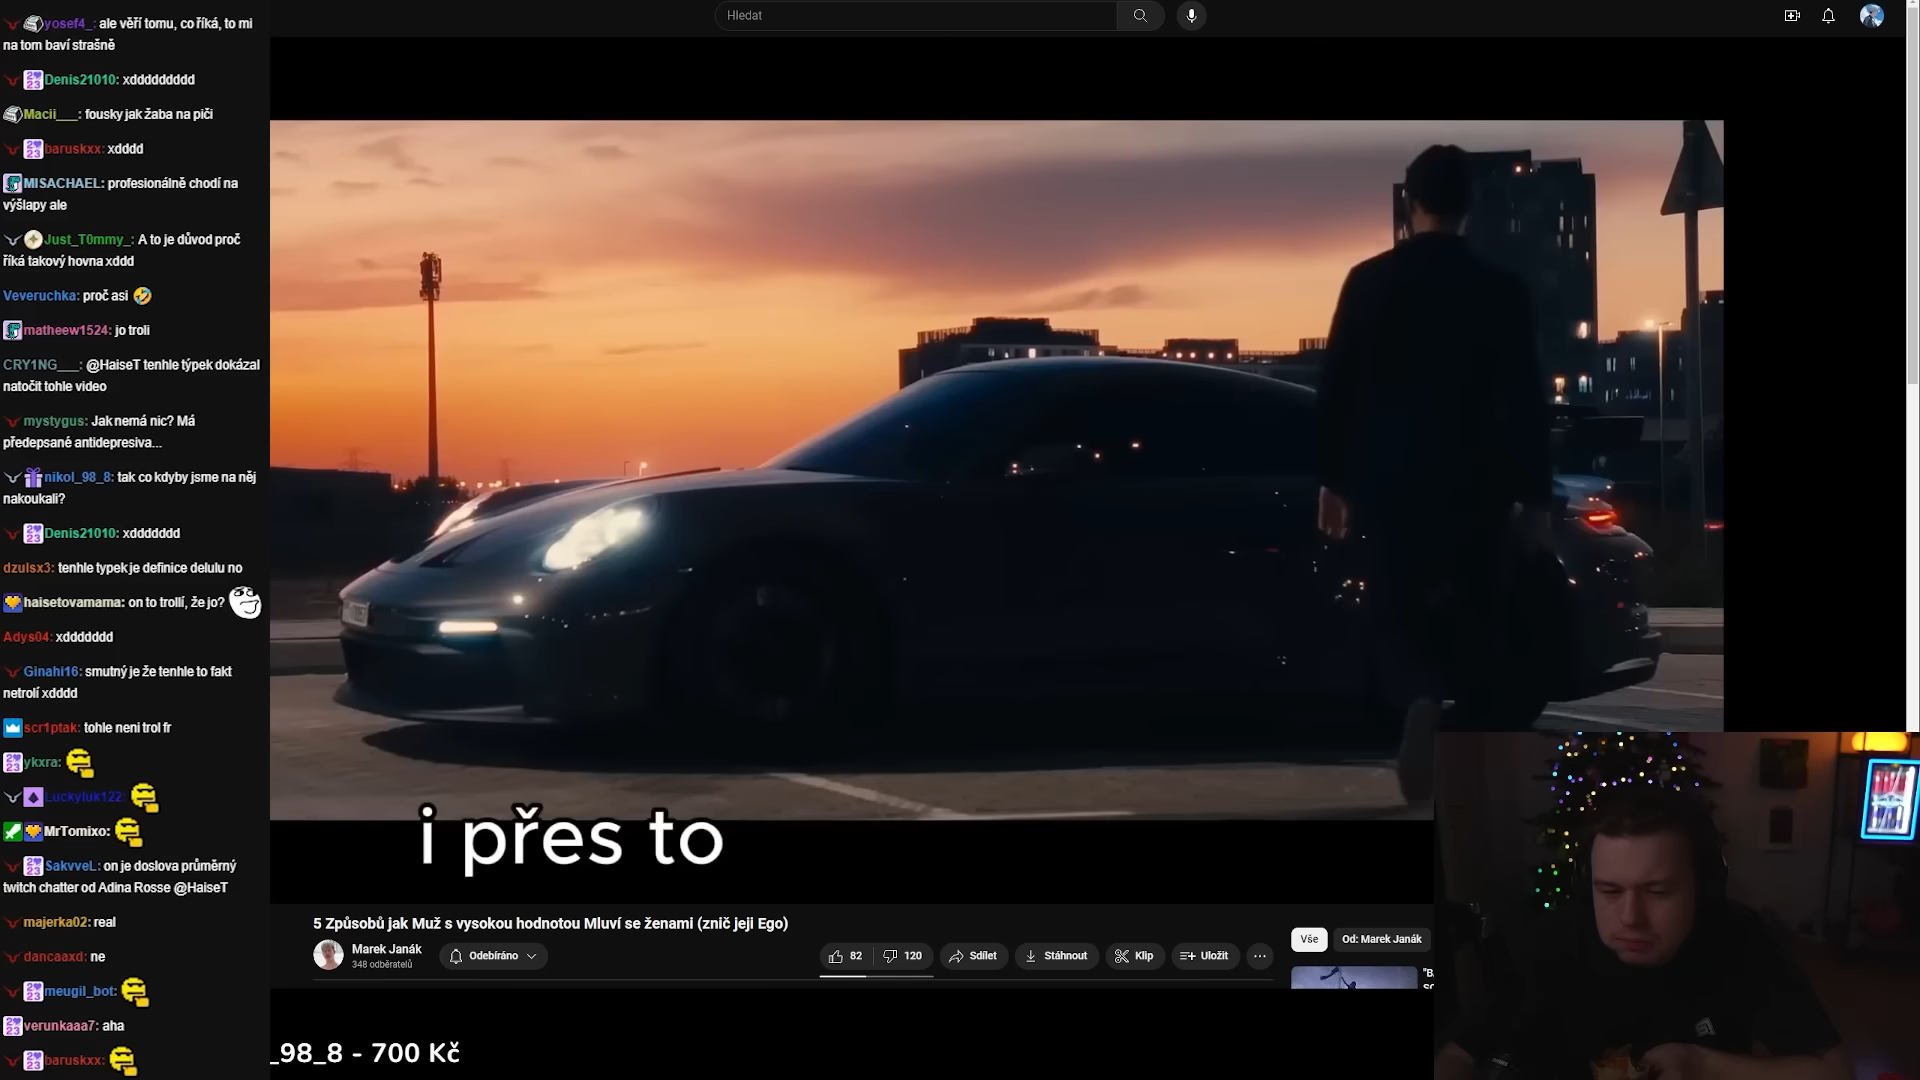 yosef4_: ale věří tomu, co říká, to mi
na tom baví strašně
Denis21010: xddddddddd
Macii___: fousky jak žaba na piči
baruskxx: xdddd
MISACHAEL: profesionálně chodí na
výšlapy ale
Just_T0mmy_: A to je důvod proč
říká takový hovna xddd
Veveruchka: proč asi 🤣
matheew1524: jo troli
CRY1NG___: @HaiseT tenhle týpek dokázal
natočit tohle video
mystygus: Jak nemá nic? Má
předepsané antidepresiva...
nikol_98_8: tak co kdyby jsme na něj
nakoukali?
Denis21010: xddddddd
dzulsx3: tenhle typek je definice delulu no
haisetovamama: on to trollí, že jo?
Adys04: xddddddd
Ginahi16: smutný je že tenhle to fakt
netrolí xdddd
scr1ptak: tohle neni trol fr
ykxra:
Luckyluk122:
MrTomixo:
SakvveL: on je doslova průměrný
twitch chatter od Adina Rosse @HaiseT
majerka02: real
dancaaxd: ne
meugil_bot:
verunkaaa7: aha
baruskxx:
Hledat
i přes to
5 Způsobů jak Muž s vysokou hodnotou Mluví se ženami (znič jeji Ego)
Marek Janák
348 odběratelů
Odebíráno
82
120
Sdílet
Stáhnout
Klip
Uložit
Vše
Od: Marek Janák
_98_8 - 700 Kč